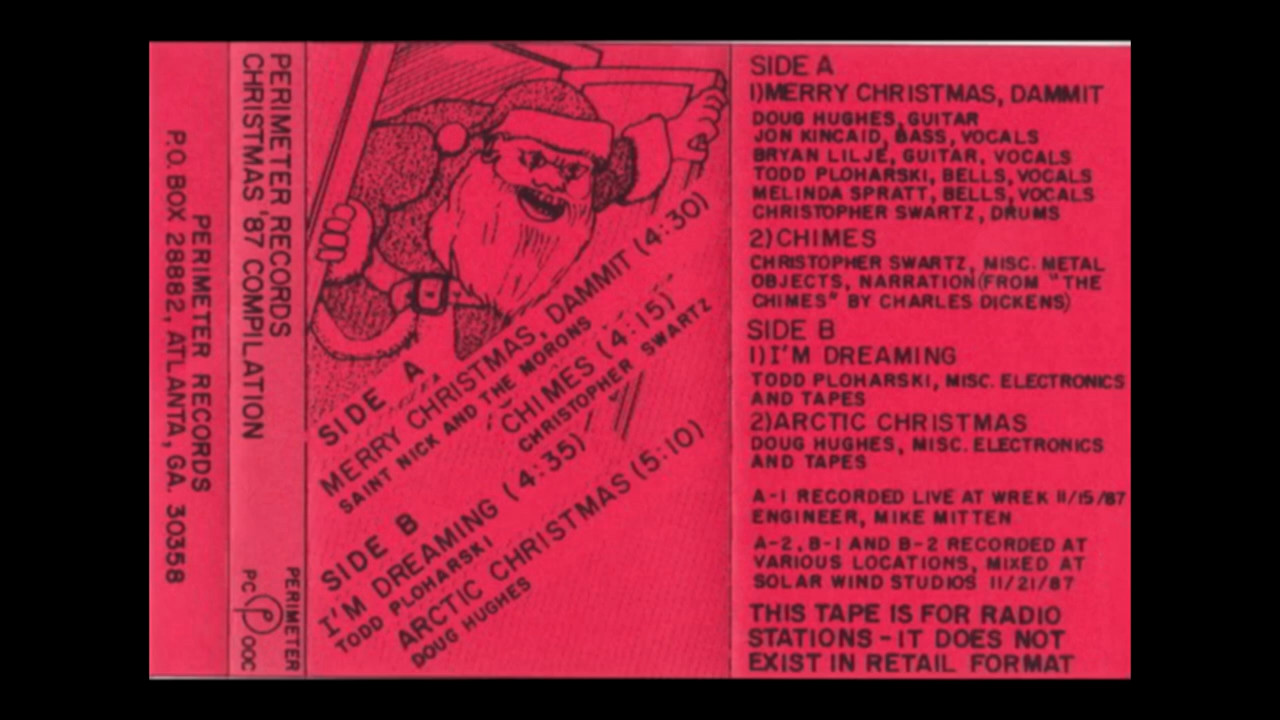 P.O. BOX 28882, ATLANTA, GA. 30358
PERIMETER RECORDS
CHRISTMAS '87 COMPILATION
PERIMETER RECORDS
PERIMETER
PC P OOC
SIDE A
MERRY CHRISTMAS, DAMMIT (4:30)
SAINT NICK AND THE MORONS
CHIMES (4:15)
CHRISTOPHER SWARTZ
SIDE B
I'M DREAMING (4:35)
TODD PLOHARSKI
ARCTIC CHRISTMAS (5:10)
DOUG HUGHES
SIDE A
1)MERRY CHRISTMAS, DAMMIT
DOUG HUGHES, GUITAR
JON KINCAID, BASS, VOCALS
BRYAN LILJE, GUITAR, VOCALS
TODD PLOHARSKI, BELLS, VOCALS
MELINDA SPRATT, BELLS, VOCALS
CHRISTOPHER SWARTZ, DRUMS
2)CHIMES
CHRISTOPHER SWARTZ, MISC. METAL
OBJECTS, NARRATION(FROM "THE
CHIMES" BY CHARLES DICKENS)
SIDE B
1)I'M DREAMING
TODD PLOHARSKI, MISC. ELECTRONICS
AND TAPES
2)ARCTIC CHRISTMAS
DOUG HUGHES, MISC. ELECTRONICS
AND TAPES
A-1 RECORDED LIVE AT WREK 11/15/87
ENGINEER, MIKE MITTEN
A-2, B-1 AND B-2 RECORDED AT
VARIOUS LOCATIONS, MIXED AT
SOLAR WIND STUDIOS 11/21/87
THIS TAPE IS FOR RADIO
STATIONS - IT DOES NOT
EXIST IN RETAIL FORMAT